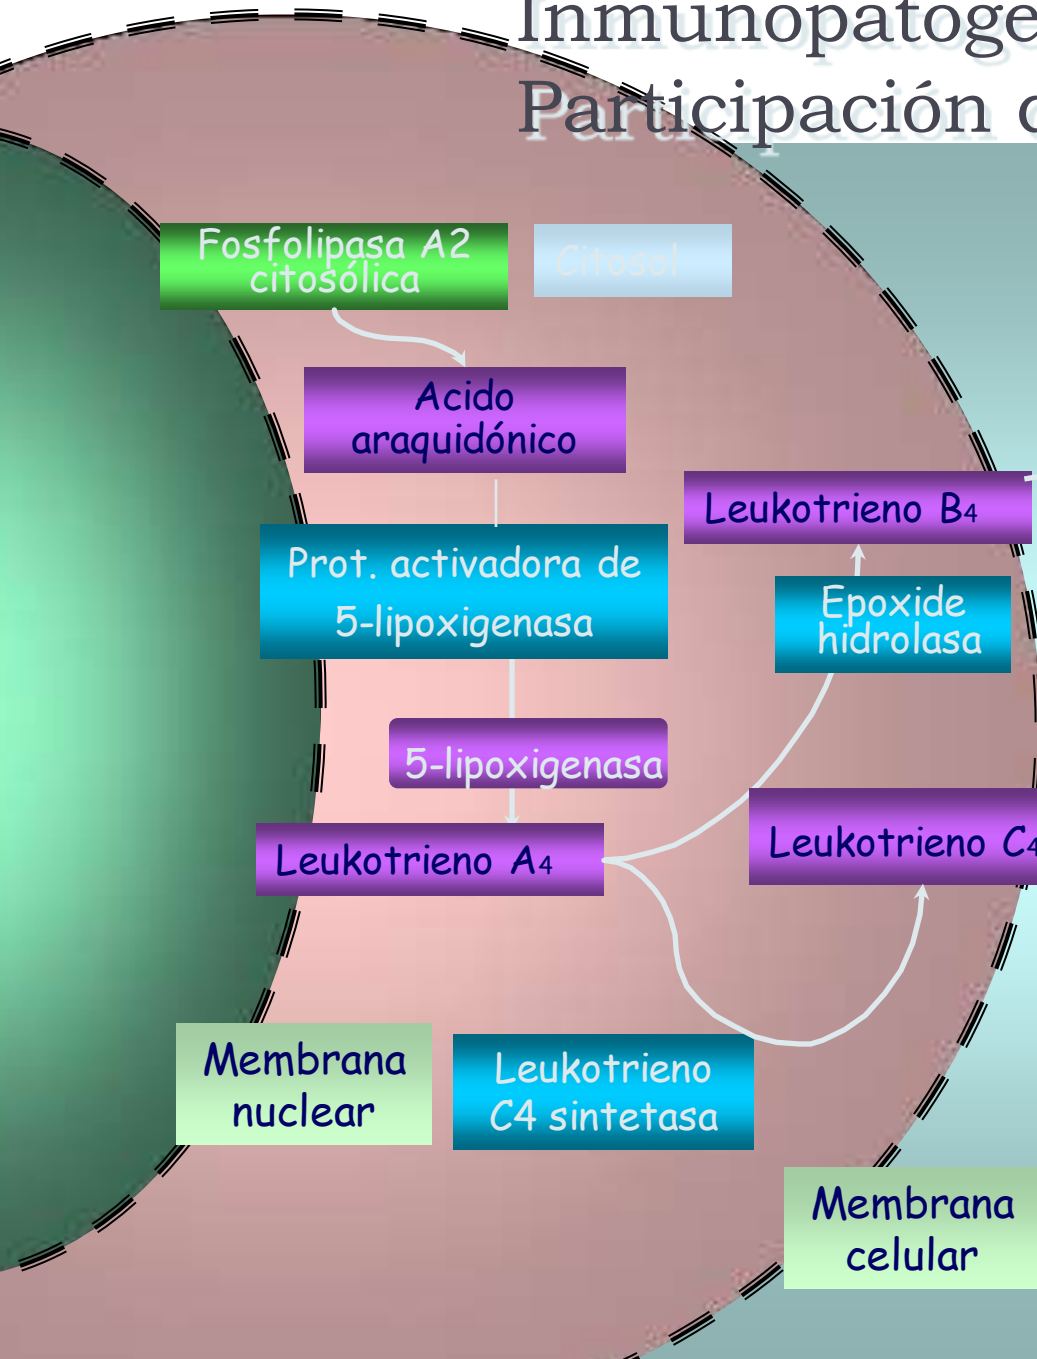 Inmunopatoge
Participación
Fosfolipasa A2
citosólica
Citosol
Acido
araquidónico
Leukotrieno B4
Prot. activadora de
5-lipoxigenasa
Epoxide
hidrolasa
5-lipoxigenasa
Leukotrieno A4
Leukotrieno C4
Membrana
nuclear
Leukotrieno
C4 sintetasa
Membrana
celular